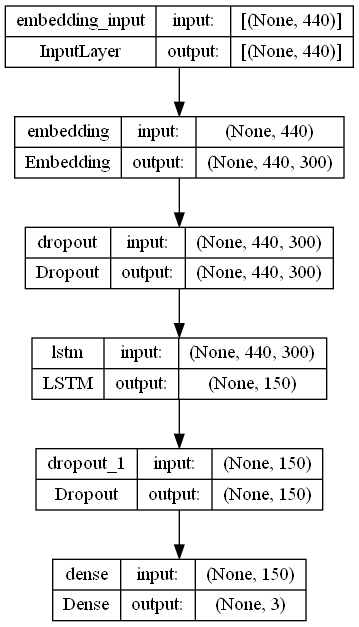 embedding_input input: [(None, 440)]
InputLayer output: [(None, 440)]
embedding input: (None, 440)
Embedding output: (None, 440, 300)
dropout input: (None, 440, 300)
Dropout output: (None, 440, 300)
lstm input: (None, 440, 300)
LSTM output: (None, 150)
dropout_1 input: (None, 150)
Dropout output: (None, 150)
dense input: (None, 150)
Dense output: (None, 3)